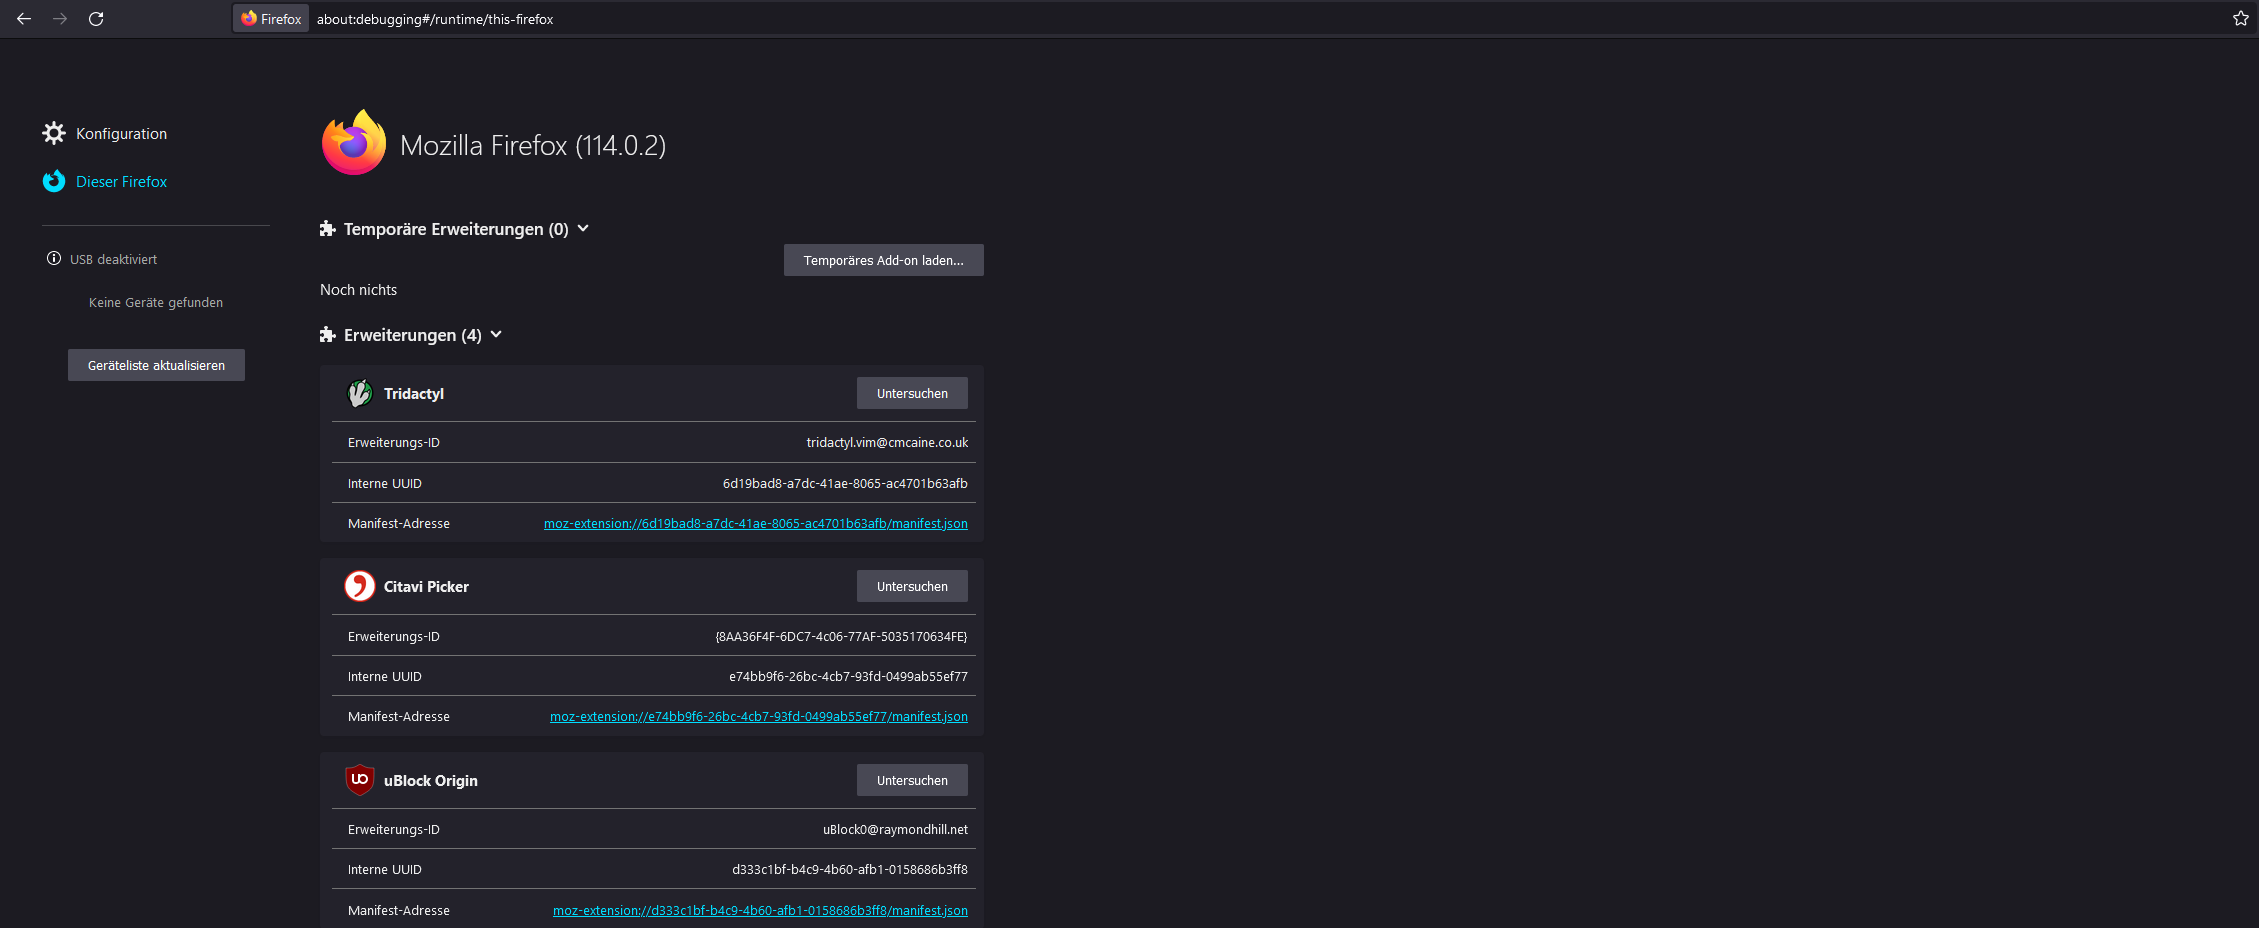 Firefox about:debugging#/runtime/this-firefox
Konfiguration
Dieser Firefox
USB deaktiviert
Keine Geräte gefunden
Geräteliste aktualisieren
Mozilla Firefox (114.0.2)
Temporäre Erweiterungen (0)
Temporäres Add-on laden...
Noch nichts
Erweiterungen (4)
Tridactyl Untersuchen
Erweiterungs-ID tridactyl.vim@cmcaine.co.uk
Interne UUID 6d19bad8-a7dc-41ae-8065-ac4701b63afb
Manifest-Adresse moz-extension://6d19bad8-a7dc-41ae-8065-ac4701b63afb/manifest.json
Citavi Picker Untersuchen
Erweiterungs-ID {8AA36F4F-6DC7-4c06-77AF-5035170634FE}
Interne UUID e74bb9f6-26bc-4cb7-93fd-0499ab55ef77
Manifest-Adresse moz-extension://e74bb9f6-26bc-4cb7-93fd-0499ab55ef77/manifest.json
uBlock Origin Untersuchen
Erweiterungs-ID uBlock0@raymondhill.net
Interne UUID d333c1bf-b4c9-4b60-afb1-0158686b3ff8
Manifest-Adresse moz-extension://d333c1bf-b4c9-4b60-afb1-0158686b3ff8/manifest.json